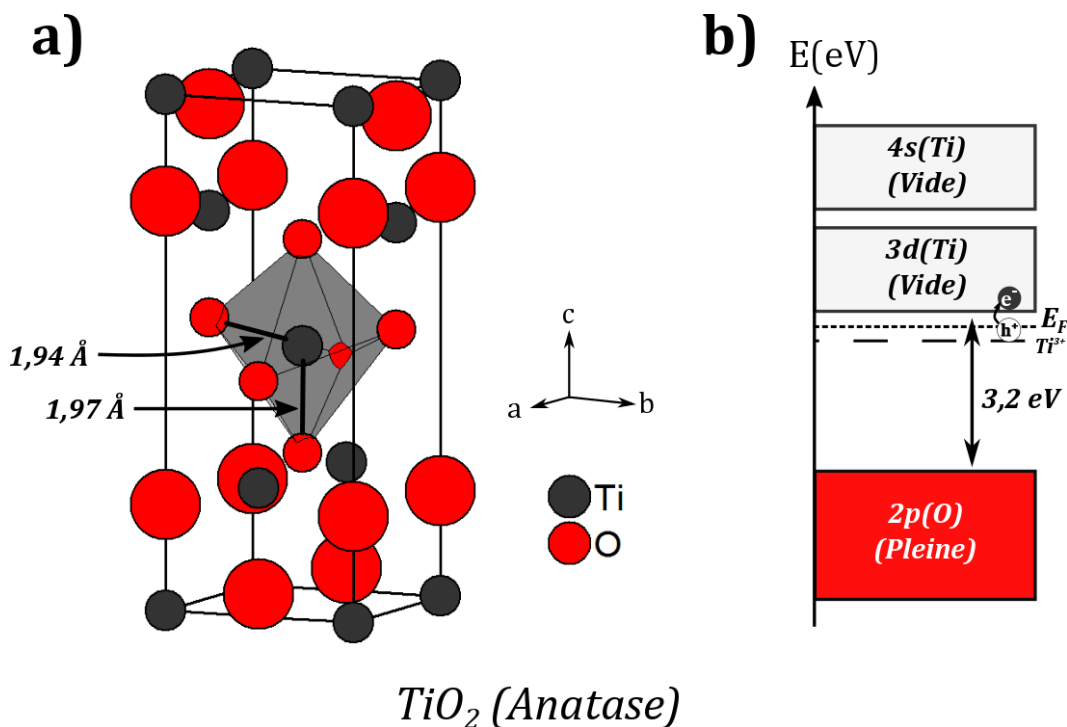 a)
1,94 Å
1,97 Å
c
a
b
Ti
O
b)
E(eV)
4s(Ti)
(Vide)
3d(Ti)
(Vide)
e⁻
h⁺
E_F
Ti³⁺
3,2 eV
2p(O)
(Pleine)
TiO₂ (Anatase)